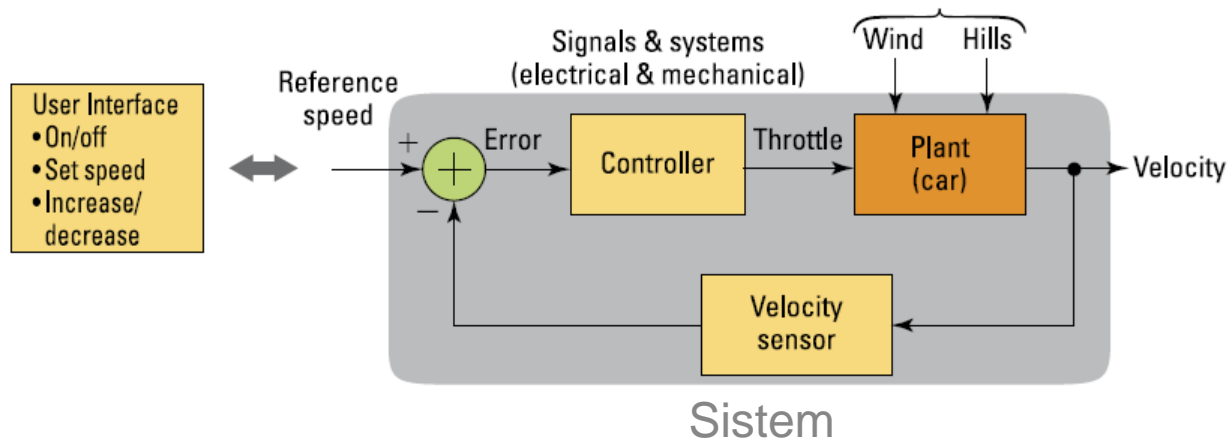 User Interface
•On/off
•Set speed
•Increase/
decrease
Reference
speed
+
−
+
Error
Signals & systems
(electrical & mechanical)
Controller
Throttle
Wind Hills
Plant
(car)
Velocity
Velocity
sensor
Sistem